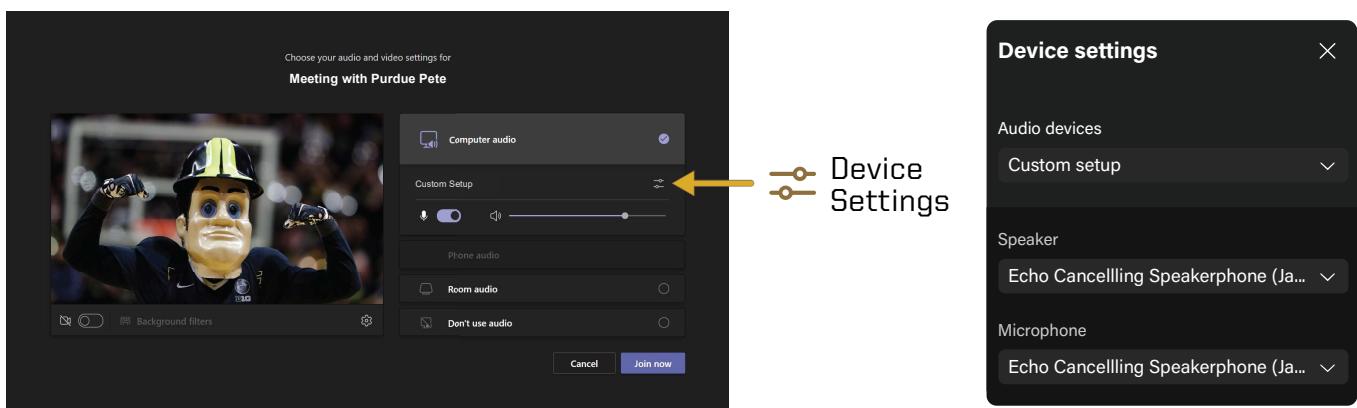 Choose your audio and video settings for
Meeting with Purdue Pete
Computer audio
Custom Setup
Phone audio
Room audio
Don't use audio
Background filters
Cancel
Join now
Device
Settings
Device settings
Audio devices
Custom setup
Speaker
Echo Cancellling Speakerphone (Ja...
Microphone
Echo Cancellling Speakerphone (Ja...